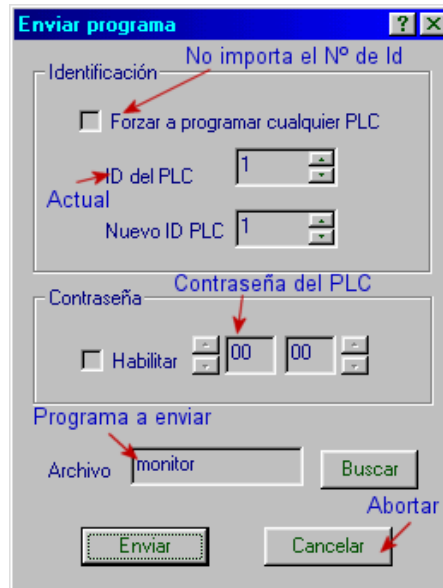 Enviar programa
No importa el Nº de Id
Identificación
Forzar a programar cualquier PLC
ID del PLC 1
Actual
Nuevo ID PLC 1
Contraseña del PLC
Contraseña
Habilitar 00 00
Programa a enviar
Archivo monitor Buscar
Abortar
Enviar Cancelar